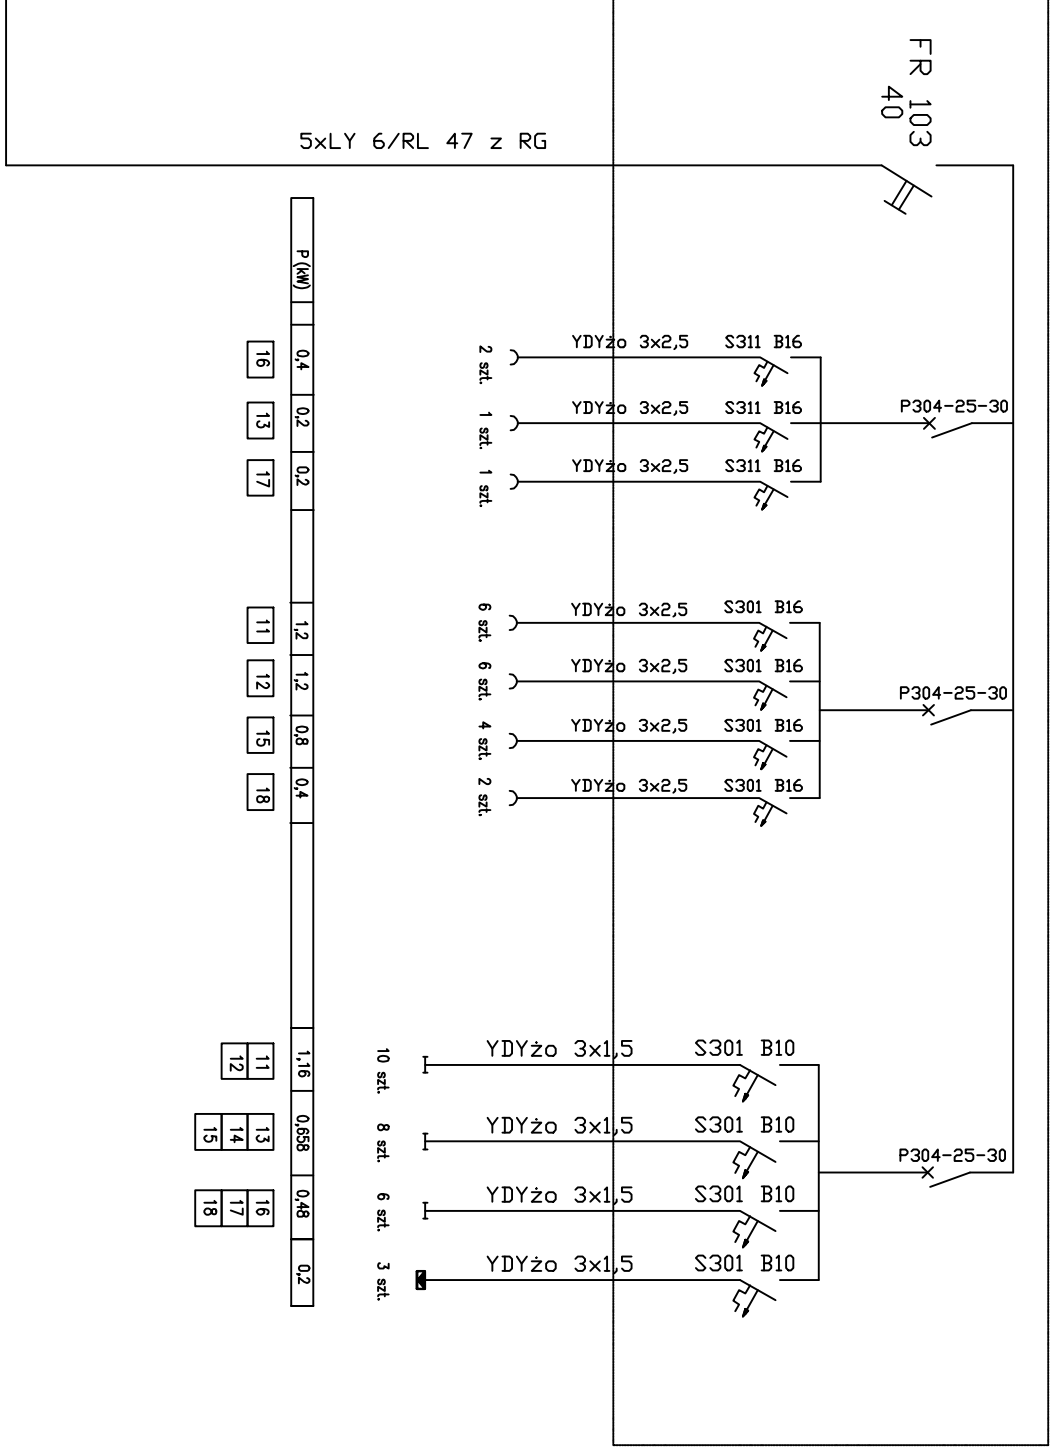 FR 103
40
5xLY 6/RL 47 z RG
P(kW)
YDYżo 3x2,5 S311 B16
2 szt.
0,4
16
P304-25-30
YDYżo 3x2,5 S311 B16
1 szt.
0,2
13
YDYżo 3x2,5 S311 B16
1 szt.
0,2
17
YDYżo 3x2,5 S301 B16
6 szt.
1,2
11
YDYżo 3x2,5 S301 B16
6 szt.
1,2
12
P304-25-30
YDYżo 3x2,5 S301 B16
4 szt.
0,8
15
YDYżo 3x2,5 S301 B16
2 szt.
0,4
18
YDYżo 3x1,5 S301 B10
10 szt.
1,16
11
12
YDYżo 3x1,5 S301 B10
8 szt.
0,658
13
14
15
P304-25-30
YDYżo 3x1,5 S301 B10
6 szt.
0,48
16
17
18
YDYżo 3x1,5 S301 B10
3 szt.
0,2